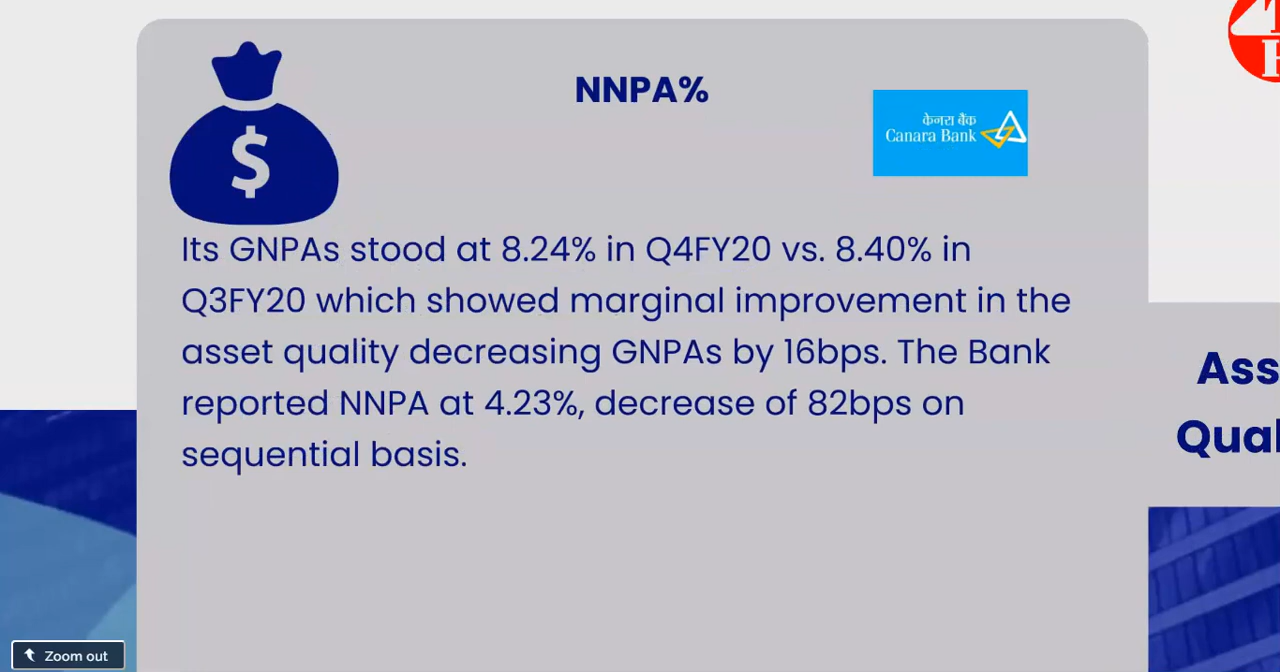 NNPA%
केनरा बैंक
Canara Bank
$
Its GNPAs stood at 8.24% in Q4FY20 vs. 8.40% in
Q3FY20 which showed marginal improvement in the
asset quality decreasing GNPAs by 16bps. The Bank
reported NNPA at 4.23%, decrease of 82bps on
sequential basis.
Zoom out